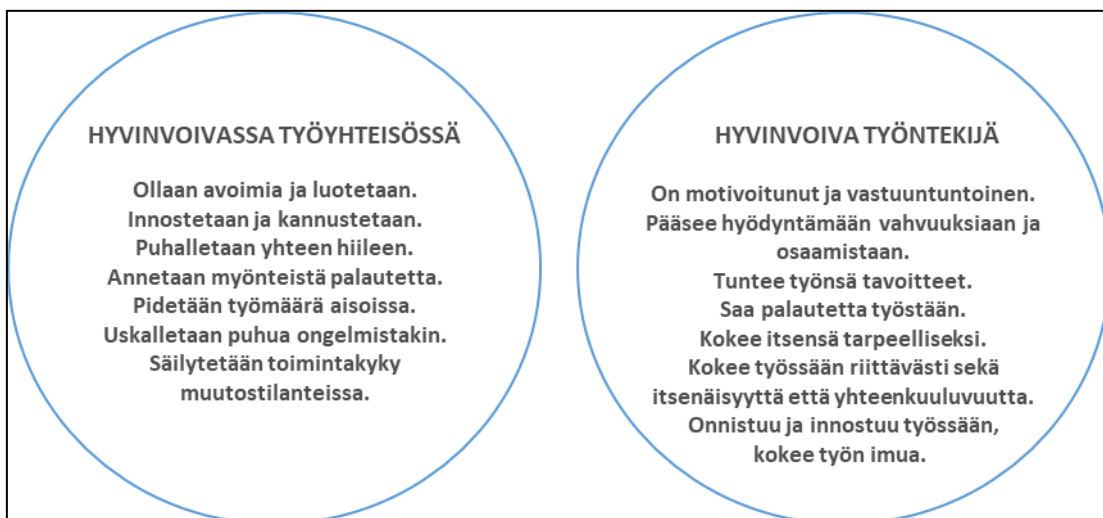 HYVINVOIVASSA TYÖYHTEISÖSSÄ
Ollaan avoimia ja luotetaan.
Innostetaan ja kannustetaan.
Puhalletaan yhteen hiileen.
Annetaan myönteistä palautetta.
Pidetään työmäärä aisoissa.
Uskalletaan puhua ongelmistakin.
Säilytetään toimintakyky
muutostilanteissa.
HYVINVOIVA TYÖNTEKIJÄ
On motivoitunut ja vastuuntuntoinen.
Pääsee hyödyntämään vahvuuksiaan ja
osaamistaan.
Tuntee työnsä tavoitteet.
Saa palautetta työstään.
Kokee itsensä tarpeelliseksi.
Kokee työssään riittävästi sekä
itsenäisyyttä että yhteenkuuluvuutta.
Onnistuu ja innostuu työssään,
kokee työn imua.